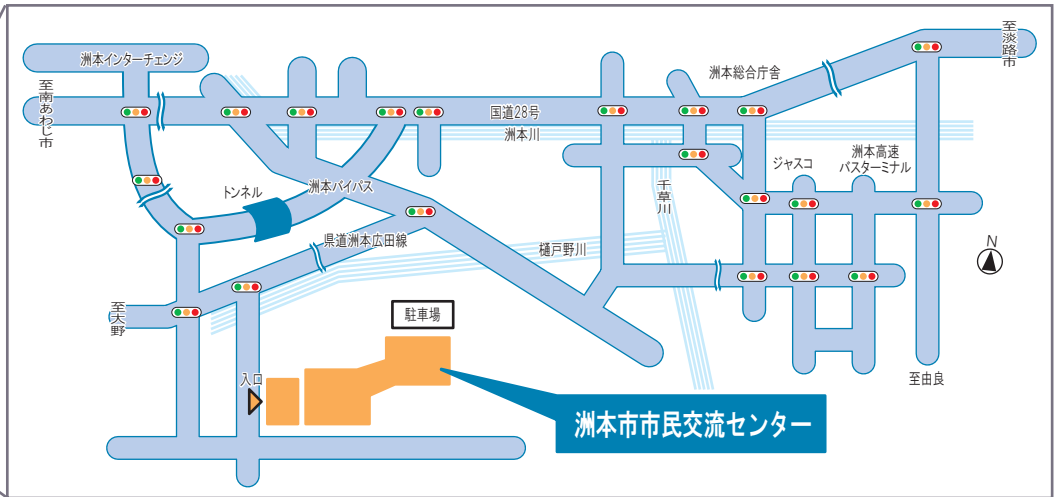 洲本インターチェンジ
至淡路市
洲本総合庁舎
至南あわじ市
国道28号
洲本川
ジャスコ
洲本高速
バスターミナル
トンネル
洲本バイパス
千草川
県道洲本広田線
樋戸野川
N
至大野
駐車場
入口
至由良
洲本市市民交流センター